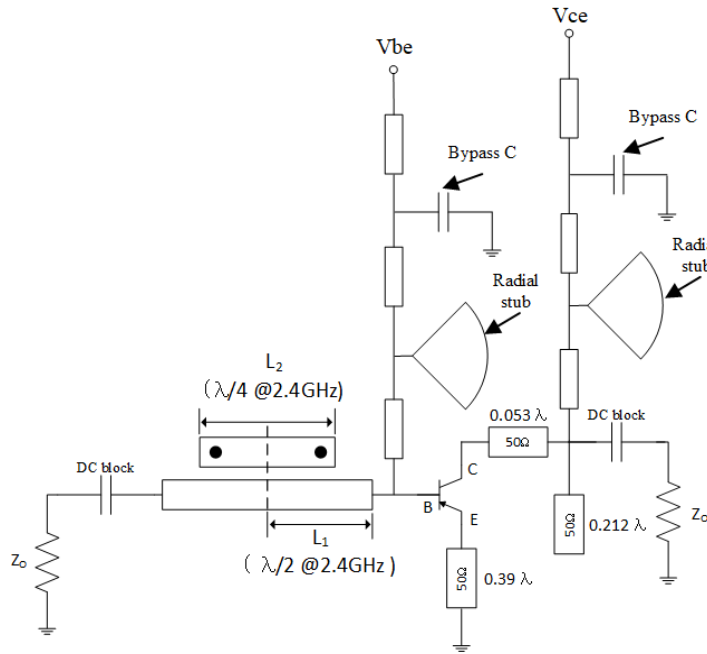 Vbe
Vce
Bypass C
Bypass C
Radial
stub
Radial
stub
L2
(λ/4 @2.4GHz)
DC block
0.053 λ
50Ω
DC block
C
B
E
L1
( λ/2 @2.4GHz )
ZO
50Ω
0.39 λ
50Ω
0.212 λ
ZO